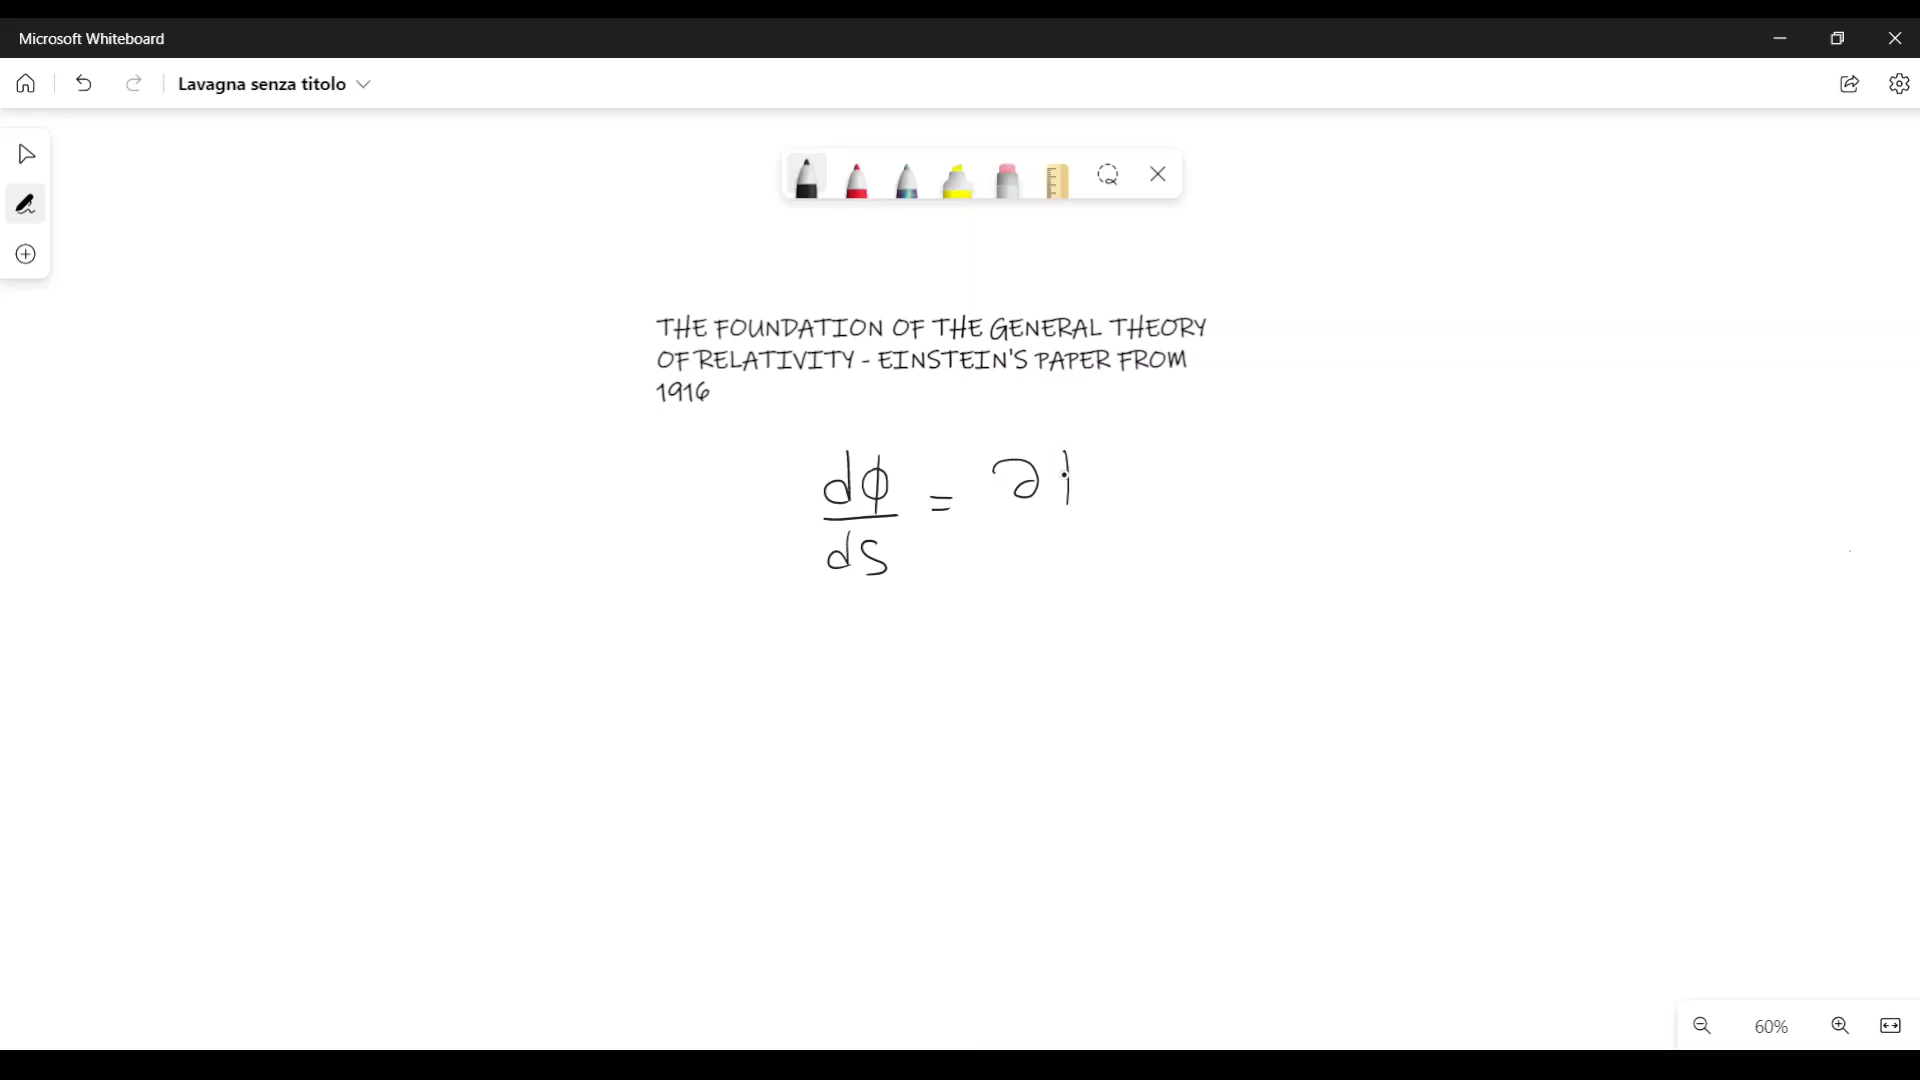 Microsoft Whiteboard
Lavagna senza titolo
THE FOUNDATION OF THE GENERAL THEORY
OF RELATIVITY - EINSTEIN'S PAPER FROM
1916
dϕ
=
∂
ds
60%